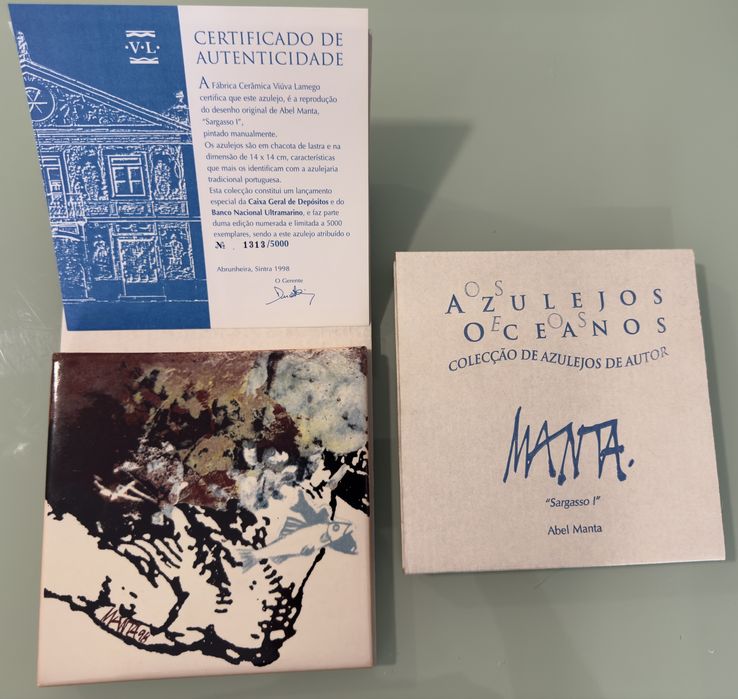 ·V·L·
CERTIFICADO DE
AUTENTICIDADE
A Fábrica Cerâmica Viúva Lamego
certifica que este azulejo, é a reprodução
do desenho original de Abel Manta,
“Sargasso I”,
pintado manualmente.
Os azulejos são em chacota de lastra e na
dimensão de 14 x 14 cm, características
que mais os identificam com a azulejaria
tradicional portuguesa.
Esta colecção constitui um lançamento
especial da Caixa Geral de Depósitos e do
Banco Nacional Ultramarino, e faz parte
duma edição numerada e limitada a 5000
exemplares, sendo a este azulejo atribuído o
№ . 1313/5000
Abrunheira, Sintra 1998
O Gerente
MANTA 98
OS
AZULEJOS
E OS
OCEANOS
COLECÇÃO DE AZULEJOS DE AUTOR
MANTA.
“Sargasso I”
Abel Manta